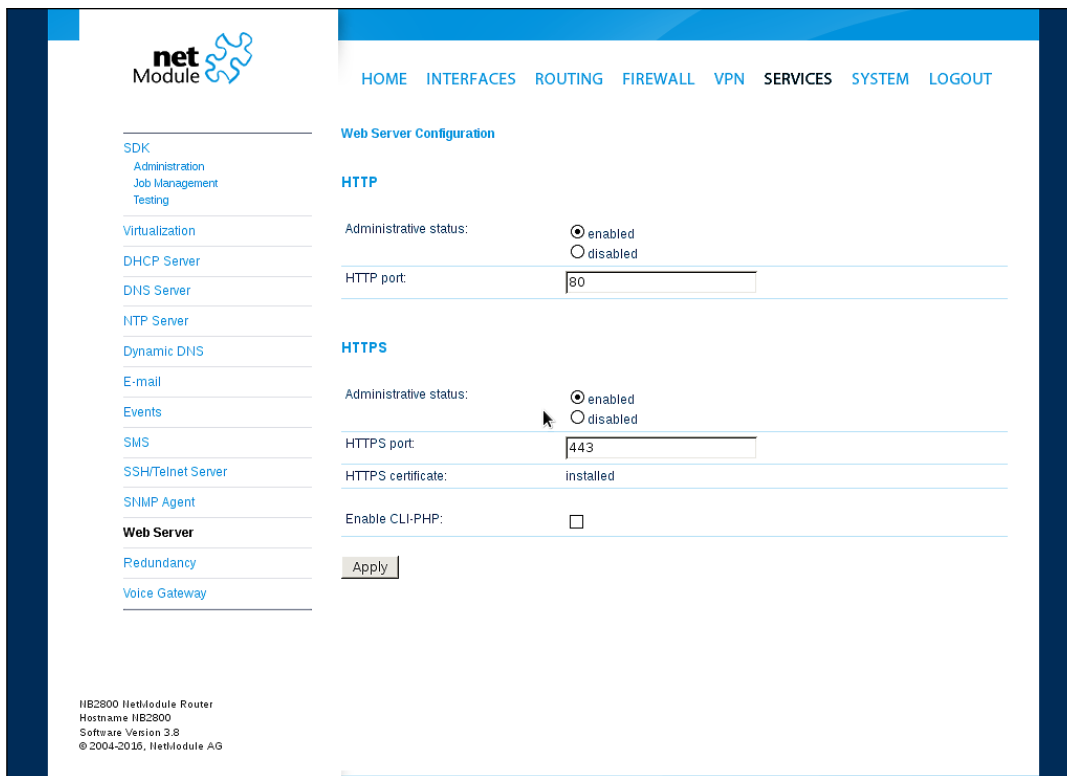 net
Module
HOME INTERFACES ROUTING FIREWALL VPN SERVICES SYSTEM LOGOUT
SDK
Administration
Job Management
Testing
Virtualization
DHCP Server
DNS Server
NTP Server
Dynamic DNS
E-mail
Events
SMS
SSH/Telnet Server
SNMP Agent
Web Server
Redundancy
Voice Gateway
Web Server Configuration
HTTP
Administrative status:
enabled
disabled
HTTP port:
80
HTTPS
Administrative status:
enabled
disabled
HTTPS port:
443
HTTPS certificate:
installed
Enable CLI-PHP:
Apply
NB2800 NetModule Router
Hostname NB2800
Software Version 3.8
© 2004-2016, NetModule AG